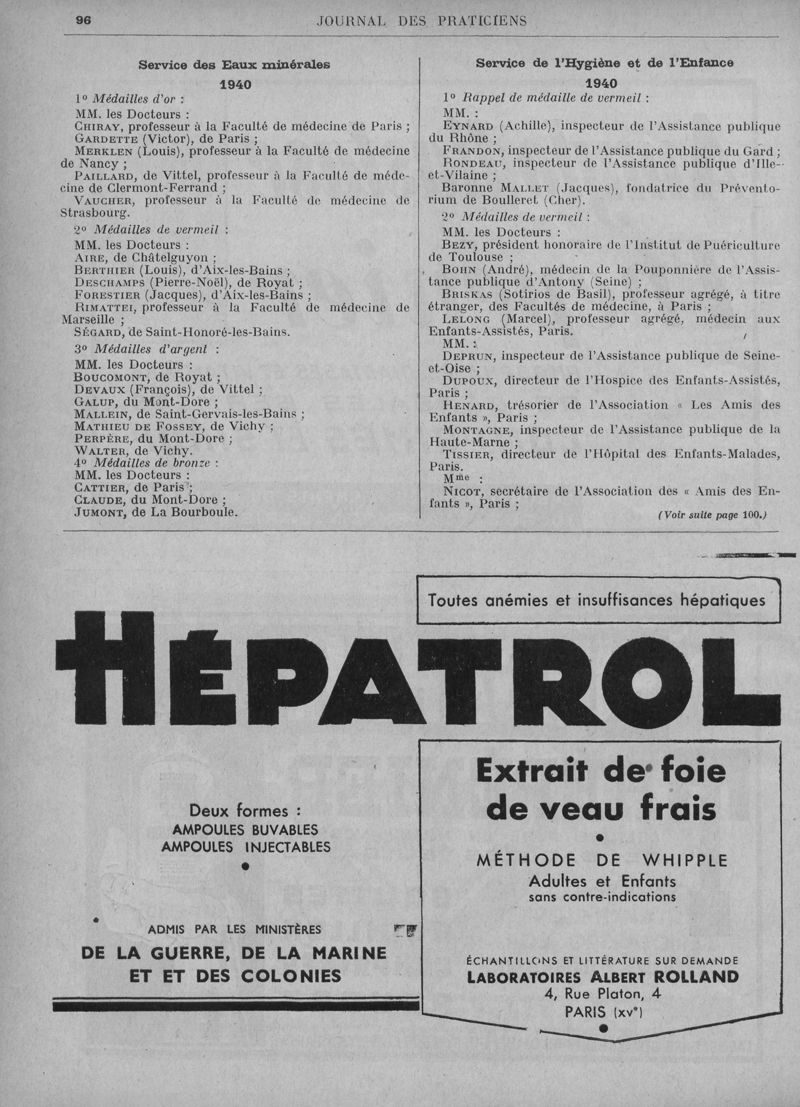 96
JOURNAL DES PRATICIENS
Service des Eaux minérales
1940
1° Médailles d'or :
MM. les Docteurs :
CHIRAY, professeur à la Faculté de médecine de Paris ;
GARDETTE (Victor), de Paris ;
MERKLEN (Louis), professeur à la Faculté de médecine
de Nancy ;
PAILLARD, de Vittel, professeur à la Faculté de méde-
cine de Clermont-Ferrand ;
VAUCHER, professeur à la Faculté de médecine de
Strasbourg.
2° Médailles de vermeil :
MM. les Docteurs :
AIRE, de Châtelguyon ;
BERTHIER (Louis), d'Aix-les-Bains ;
DESCHAMPS (Pierre-Noël), de Royat ;
FORESTIER (Jacques), d'Aix-les-Bains ;
RIMATTEI, professeur à la Faculté de médecine de
Marseille ;
SÉGARD, de Saint-Honoré-les-Bains.
3° Médailles d'argent :
MM. les Docteurs :
BOUCOMONT, de Royat ;
DEVAUX (François), de Vittel ;
GALUP, du Mont-Dore ;
MALLEIN, de Saint-Gervais-les-Bains ;
MATHIEU DE FOSSEY, de Vichy ;
PERPÈRE, du Mont-Dore ;
WALTER, de Vichy.
4° Médailles de bronze :
MM. les Docteurs :
CATTIER, de Paris ;
CLAUDE, du Mont-Dore ;
JUMONT, de La Bourboule.
Service de l'Hygiène et de l'Enfance
1940
1° Rappel de médaille de vermeil :
MM. :
EYNARD (Achille), inspecteur de l'Assistance publique
du Rhône ;
FRANDON, inspecteur de l'Assistance publique du Gard ;
RONDEAU, inspecteur de l'Assistance publique d'Ille-
et-Vilaine ;
Baronne MALLET (Jacques), fondatrice du Prévento-
rium de Boulleret (Cher).
2° Médailles de vermeil :
MM. les Docteurs :
BEZY, président honoraire de l'Institut de Puériculture
de Toulouse ;
BOHN (André), médecin de la Pouponnière de l'Assis-
tance publique d'Antony (Seine) ;
BRISKAS (Sotirios de Basil), professeur agrégé, à titre
étranger, des Facultés de médecine, à Paris ;
LELONG (Marcel), professeur agrégé, médecin aux
Enfants-Assistés, Paris.
MM. :
DEPRUN, inspecteur de l'Assistance publique de Seine-
et-Oise ;
DUPOUX, directeur de l'Hospice des Enfants-Assistés,
Paris ;
HENARD, trésorier de l'Association « Les Amis des
Enfants », Paris ;
MONTAGNE, inspecteur de l'Assistance publique de la
Haute-Marne ;
TISSIER, directeur de l'Hôpital des Enfants-Malades,
Paris.
Mme :
NICOT, secrétaire de l'Association des « Amis des En-
fants », Paris ;
(Voir suite page 100.)
Toutes anémies et insuffisances hépatiques
HÉPATROL
Deux formes :
AMPOULES BUVABLES
AMPOULES INJECTABLES
ADMIS PAR LES MINISTÈRES
DE LA GUERRE, DE LA MARINE
ET ET DES COLONIES
Extrait de foie
de veau frais
MÉTHODE DE WHIPPLE
Adultes et Enfants
sans contre-indications
ÉCHANTILLONS ET LITTÉRATURE SUR DEMANDE
LABORATOIRES ALBERT ROLLAND
4, Rue Platon, 4
PARIS (XVe)